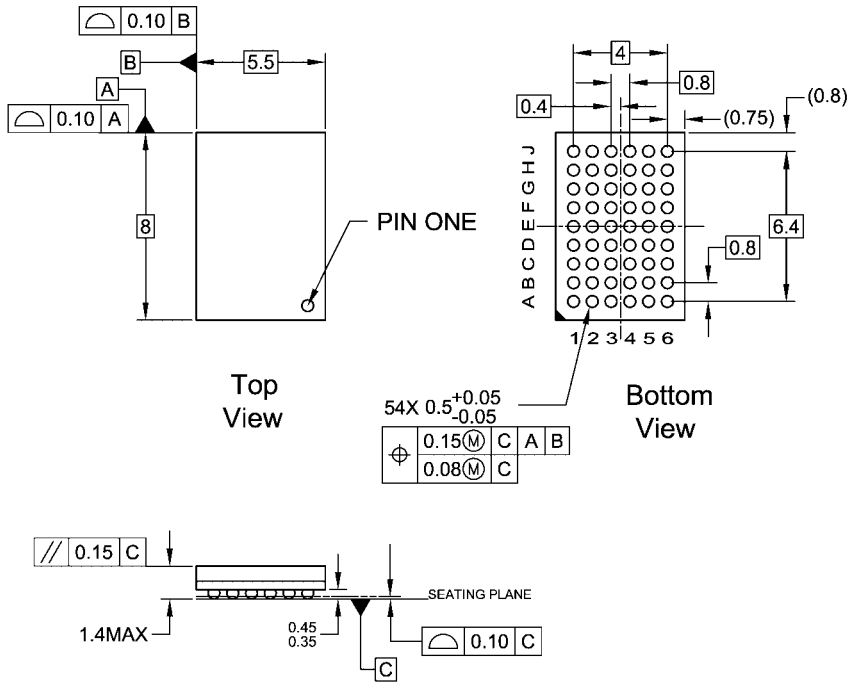 ⌓ 0.10 B
B
5.5
A
⌓ 0.10 A
8
PIN ONE
Top
View
4
0.8
0.4
(0.8)
(0.75)
J
H
G
F
E
D
C
B
A
6.4
0.8
1 2 3 4 5 6
54X 0.5 +0.05
-0.05
⌖ 0.15 Ⓜ C A B
0.08 Ⓜ C
Bottom
View
// 0.15 C
1.4MAX
0.45
0.35
SEATING PLANE
⌓ 0.10 C
C